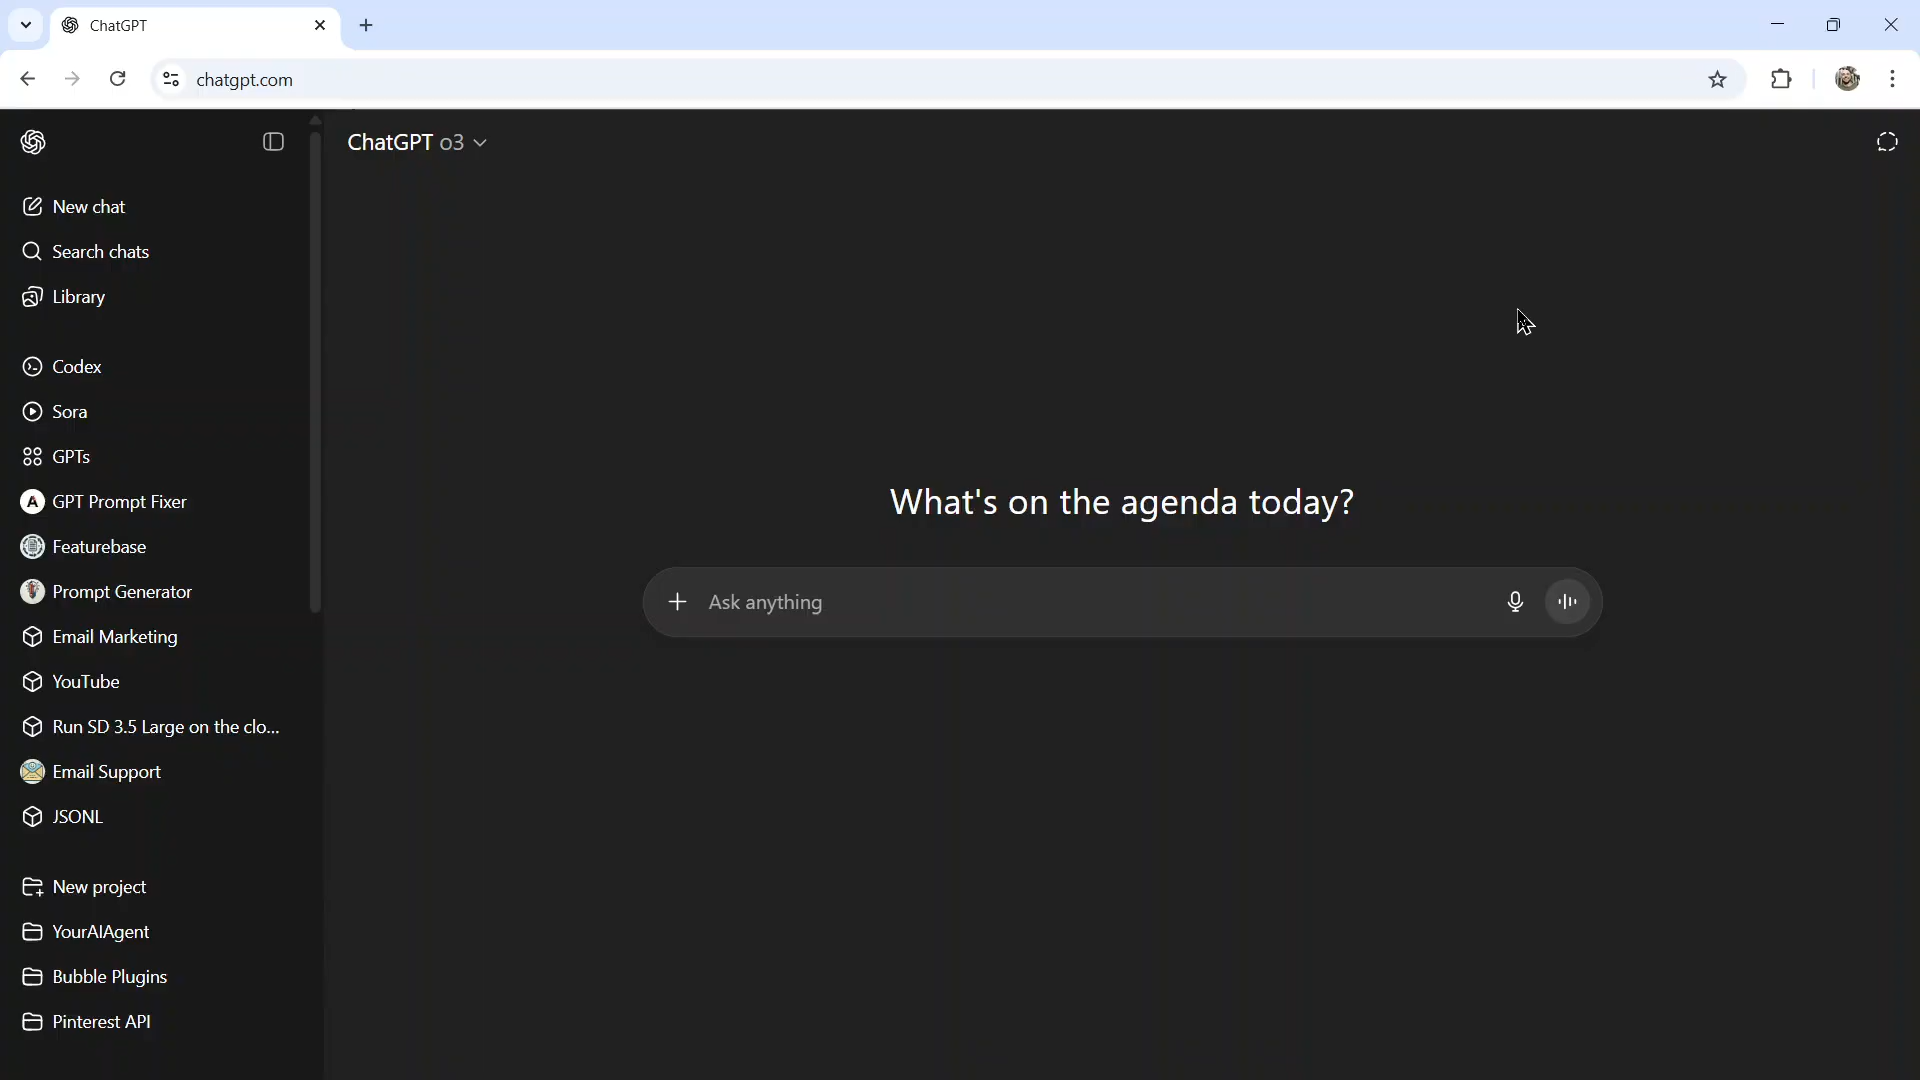 ChatGPT
chatgpt.com
ChatGPT o3
New chat
Search chats
Library
Codex
Sora
GPTs
A GPT Prompt Fixer
Featurebase
Prompt Generator
Email Marketing
YouTube
Run SD 3.5 Large on the clo...
Email Support
JSONL
New project
YourAIAgent
Bubble Plugins
Pinterest API
What's on the agenda today?
Ask anything